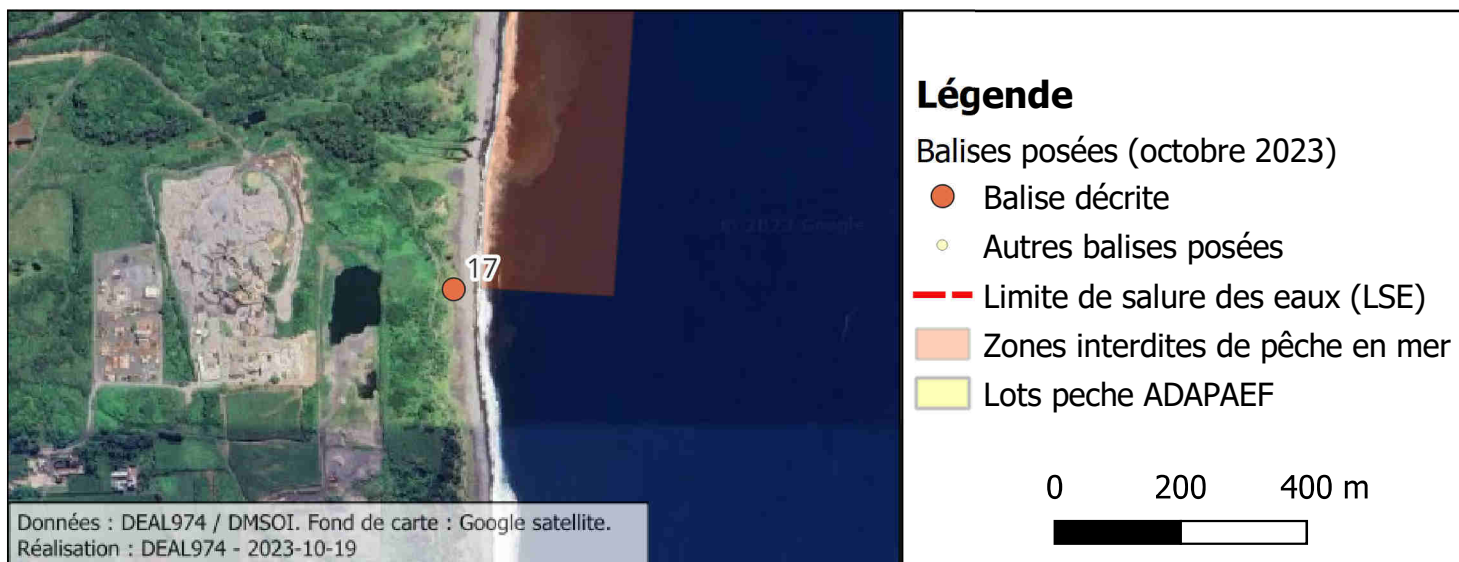 17
© 2023 Google
Données : DEAL974 / DMSOI. Fond de carte : Google satellite.
Réalisation : DEAL974 - 2023-10-19
Légende
Balises posées (octobre 2023)
Balise décrite
Autres balises posées
Limite de salure des eaux (LSE)
Zones interdites de pêche en mer
Lots peche ADAPAEF
0 200 400 m